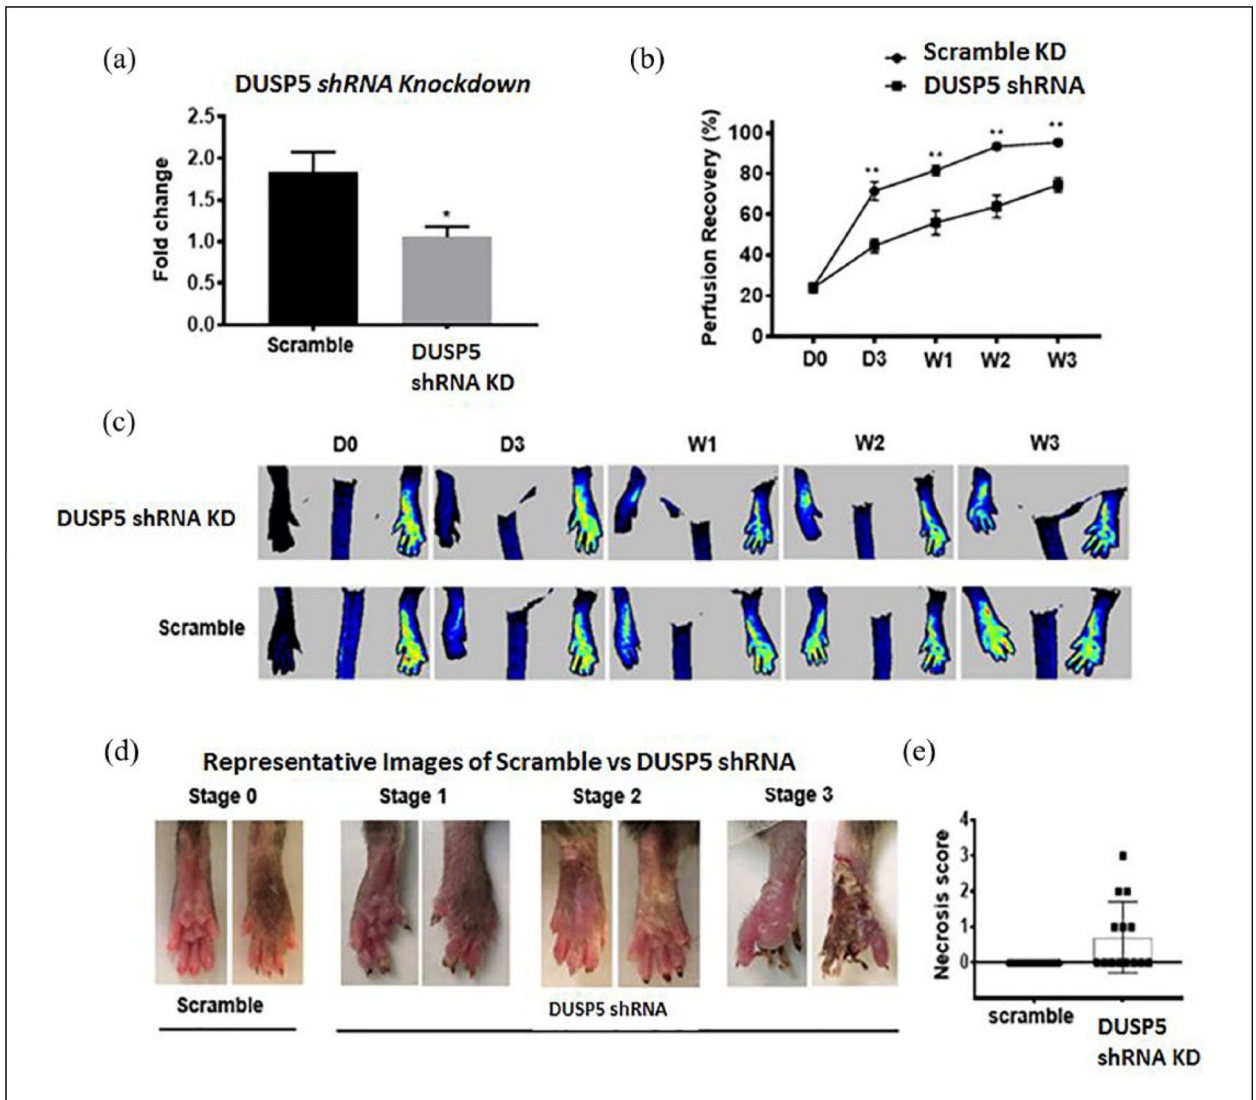 (a)
DUSP5 shRNA Knockdown
Fold change
2.5
2.0
1.5
1.0
0.5
0.0
*
Scramble
DUSP5
shRNA KD
(b)
Scramble KD
DUSP5 shRNA
Perfusion Recovery (%)
100
80
60
40
20
0
** ** ** **
D0 D3 W1 W2 W3
(c)
D0 D3 W1 W2 W3
DUSP5 shRNA KD
Scramble
(d)
Representative Images of Scramble vs DUSP5 shRNA
Stage 0 Stage 1 Stage 2 Stage 3
Scramble
DUSP5 shRNA
(e)
Necrosis score
4
3
2
1
0
scramble
DUSP5
shRNA KD